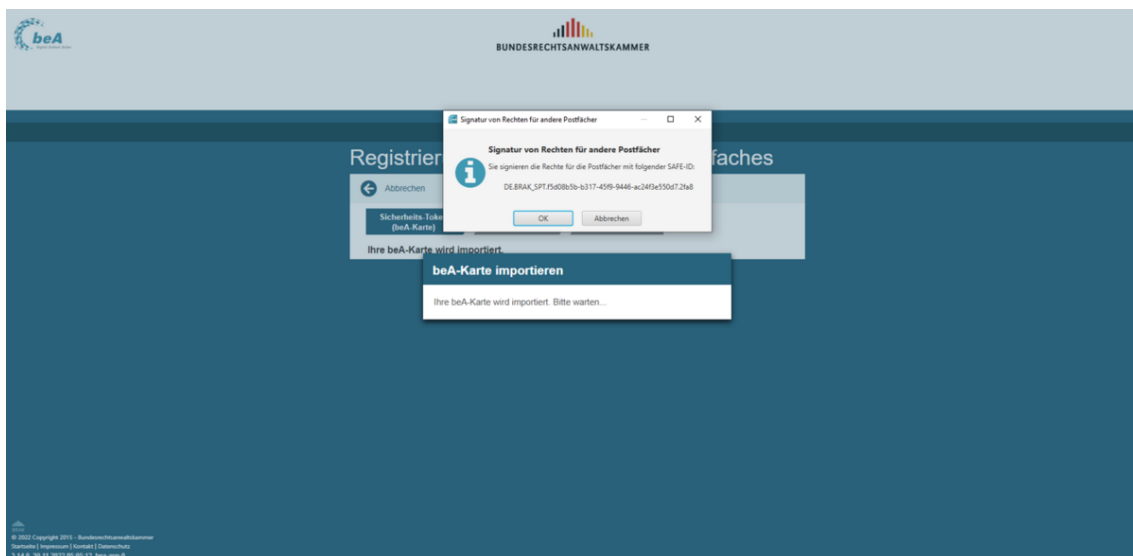 beA
BUNDESRECHTSANWALTSKAMMER
Signatur von Rechten für andere Postfächer
Signatur von Rechten für andere Postfächer
Sie signieren die Rechte für die Postfächer mit folgender SAFE-ID:
DE.BRAK_SPT.f5d08b5b-b317-45f9-9446-ac24f3e550d7.2fa8
OK Abbrechen
Registrier faches
Abbrechen
Sicherheits-Toke
(beA-Karte)
Ihre beA-Karte wird importiert.
beA-Karte importieren
Ihre beA-Karte wird importiert. Bitte warten...
© 2022 Copyright 2015 - Bundesrechtsanwaltskammer
Startseite | Impressum | Kontakt | Datenschutz